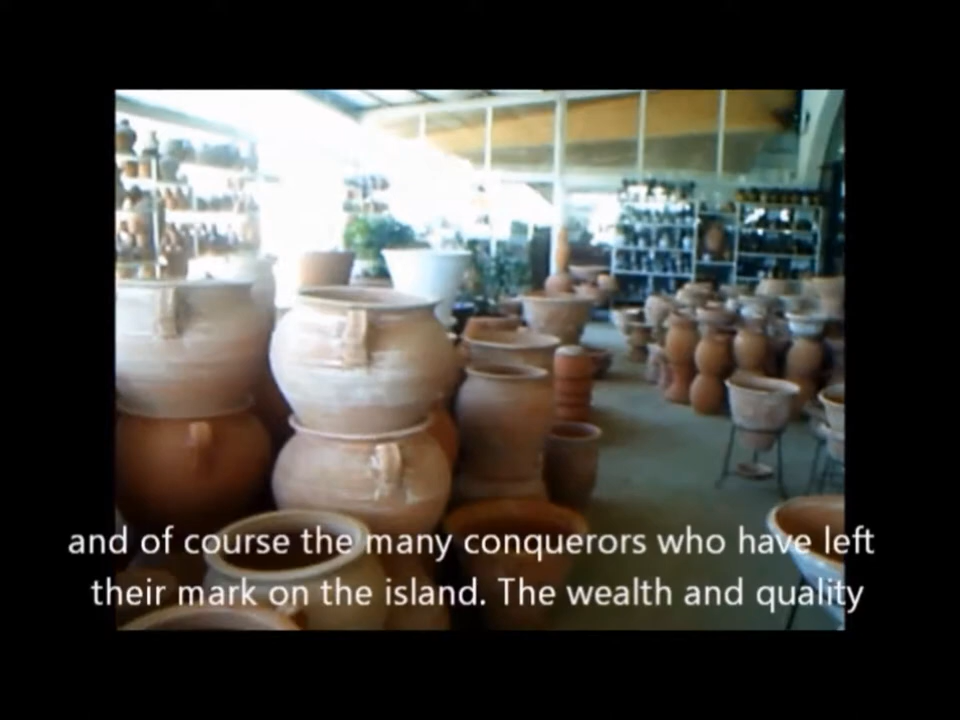 and of course the many conquerors who have left
their mark on the island. The wealth and quality